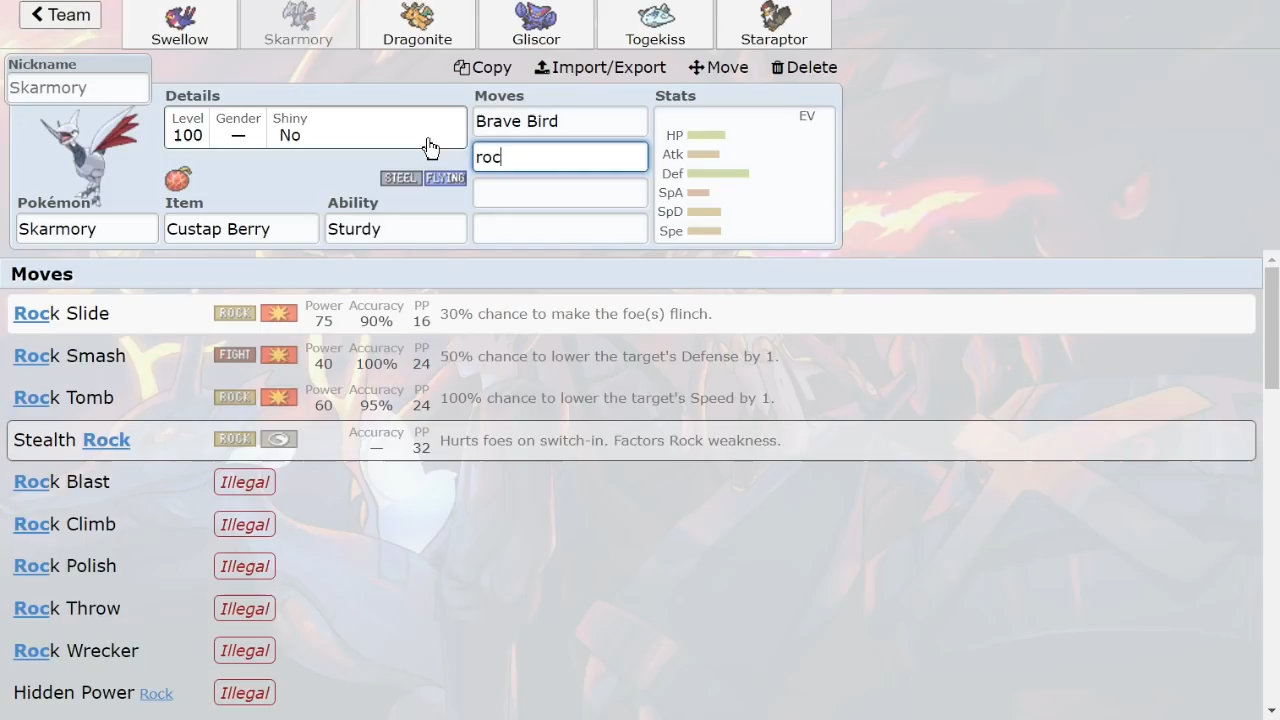 Team
Swellow
Skarmory
Dragonite
Gliscor
Togekiss
Staraptor
Copy
Import/Export
Move
Delete
Nickname
Skarmory
Details
Level
100
Gender
—
Shiny
No
STEEL FLYING
Pokémon
Skarmory
Item
Custap Berry
Ability
Sturdy
Moves
Brave Bird
roc
Stats
EV
HP
Atk
Def
SpA
SpD
Spe
Moves
Rock Slide ROCK Power 75 Accuracy 90% PP 16 30% chance to make the foe(s) flinch.
Rock Smash FIGHT Power 40 Accuracy 100% PP 24 50% chance to lower the target's Defense by 1.
Rock Tomb ROCK Power 60 Accuracy 95% PP 24 100% chance to lower the target's Speed by 1.
Stealth Rock ROCK Accuracy — PP 32 Hurts foes on switch-in. Factors Rock weakness.
Rock Blast Illegal
Rock Climb Illegal
Rock Polish Illegal
Rock Throw Illegal
Rock Wrecker Illegal
Hidden Power Rock Illegal